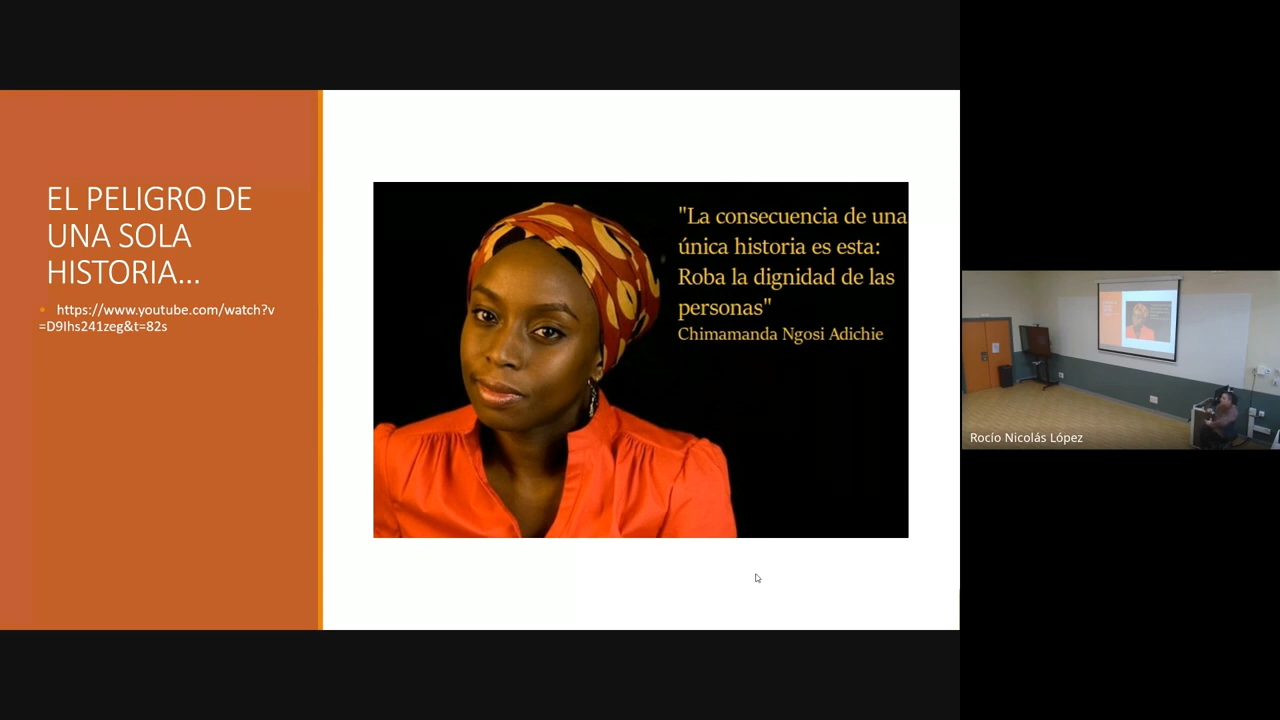 EL PELIGRO DE
UNA SOLA
HISTORIA...
https://www.youtube.com/watch?v
=D9Ihs241zeg&t=82s
"La consecuencia de una
única historia es esta:
Roba la dignidad de las
personas"
Chimamanda Ngosi Adichie
Rocío Nicolás López